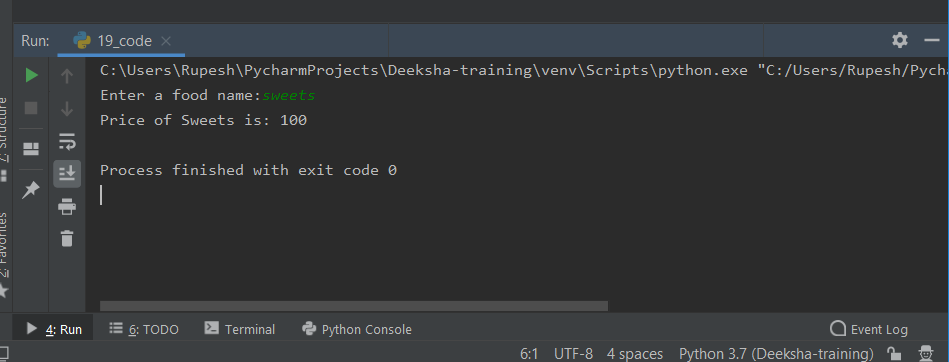 Run: 19_code
C:\Users\Rupesh\PycharmProjects\Deeksha-training\venv\Scripts\python.exe "C:/Users/Rupesh/Pych
Enter a food name:sweets
Price of Sweets is: 100
Process finished with exit code 0
Z: Structure
2: Favorites
4: Run 6: TODO Terminal Python Console Event Log
6:1 UTF-8 4 spaces Python 3.7 (Deeksha-training)